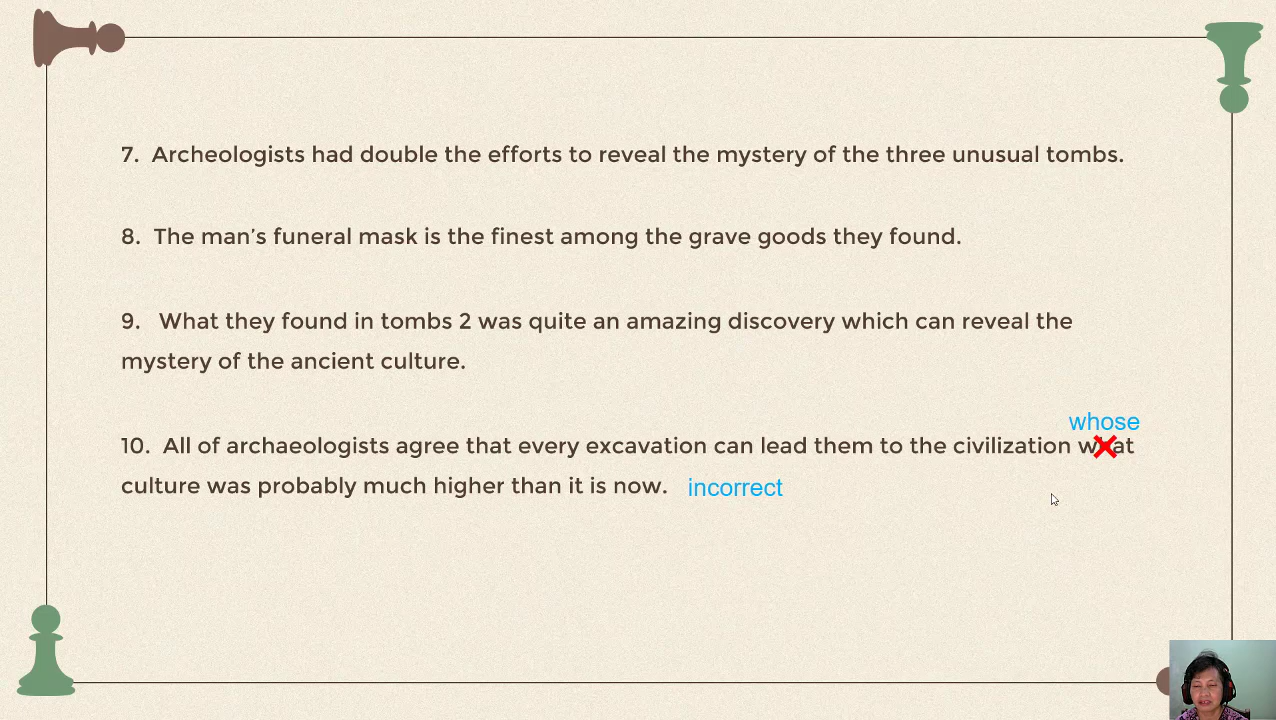 7. Archeologists had double the efforts to reveal the mystery of the three unusual tombs.
8. The man's funeral mask is the finest among the grave goods they found.
9. What they found in tombs 2 was quite an amazing discovery which can reveal the
mystery of the ancient culture.
whose
10. All of archaeologists agree that every excavation can lead them to the civilization what
culture was probably much higher than it is now. incorrect